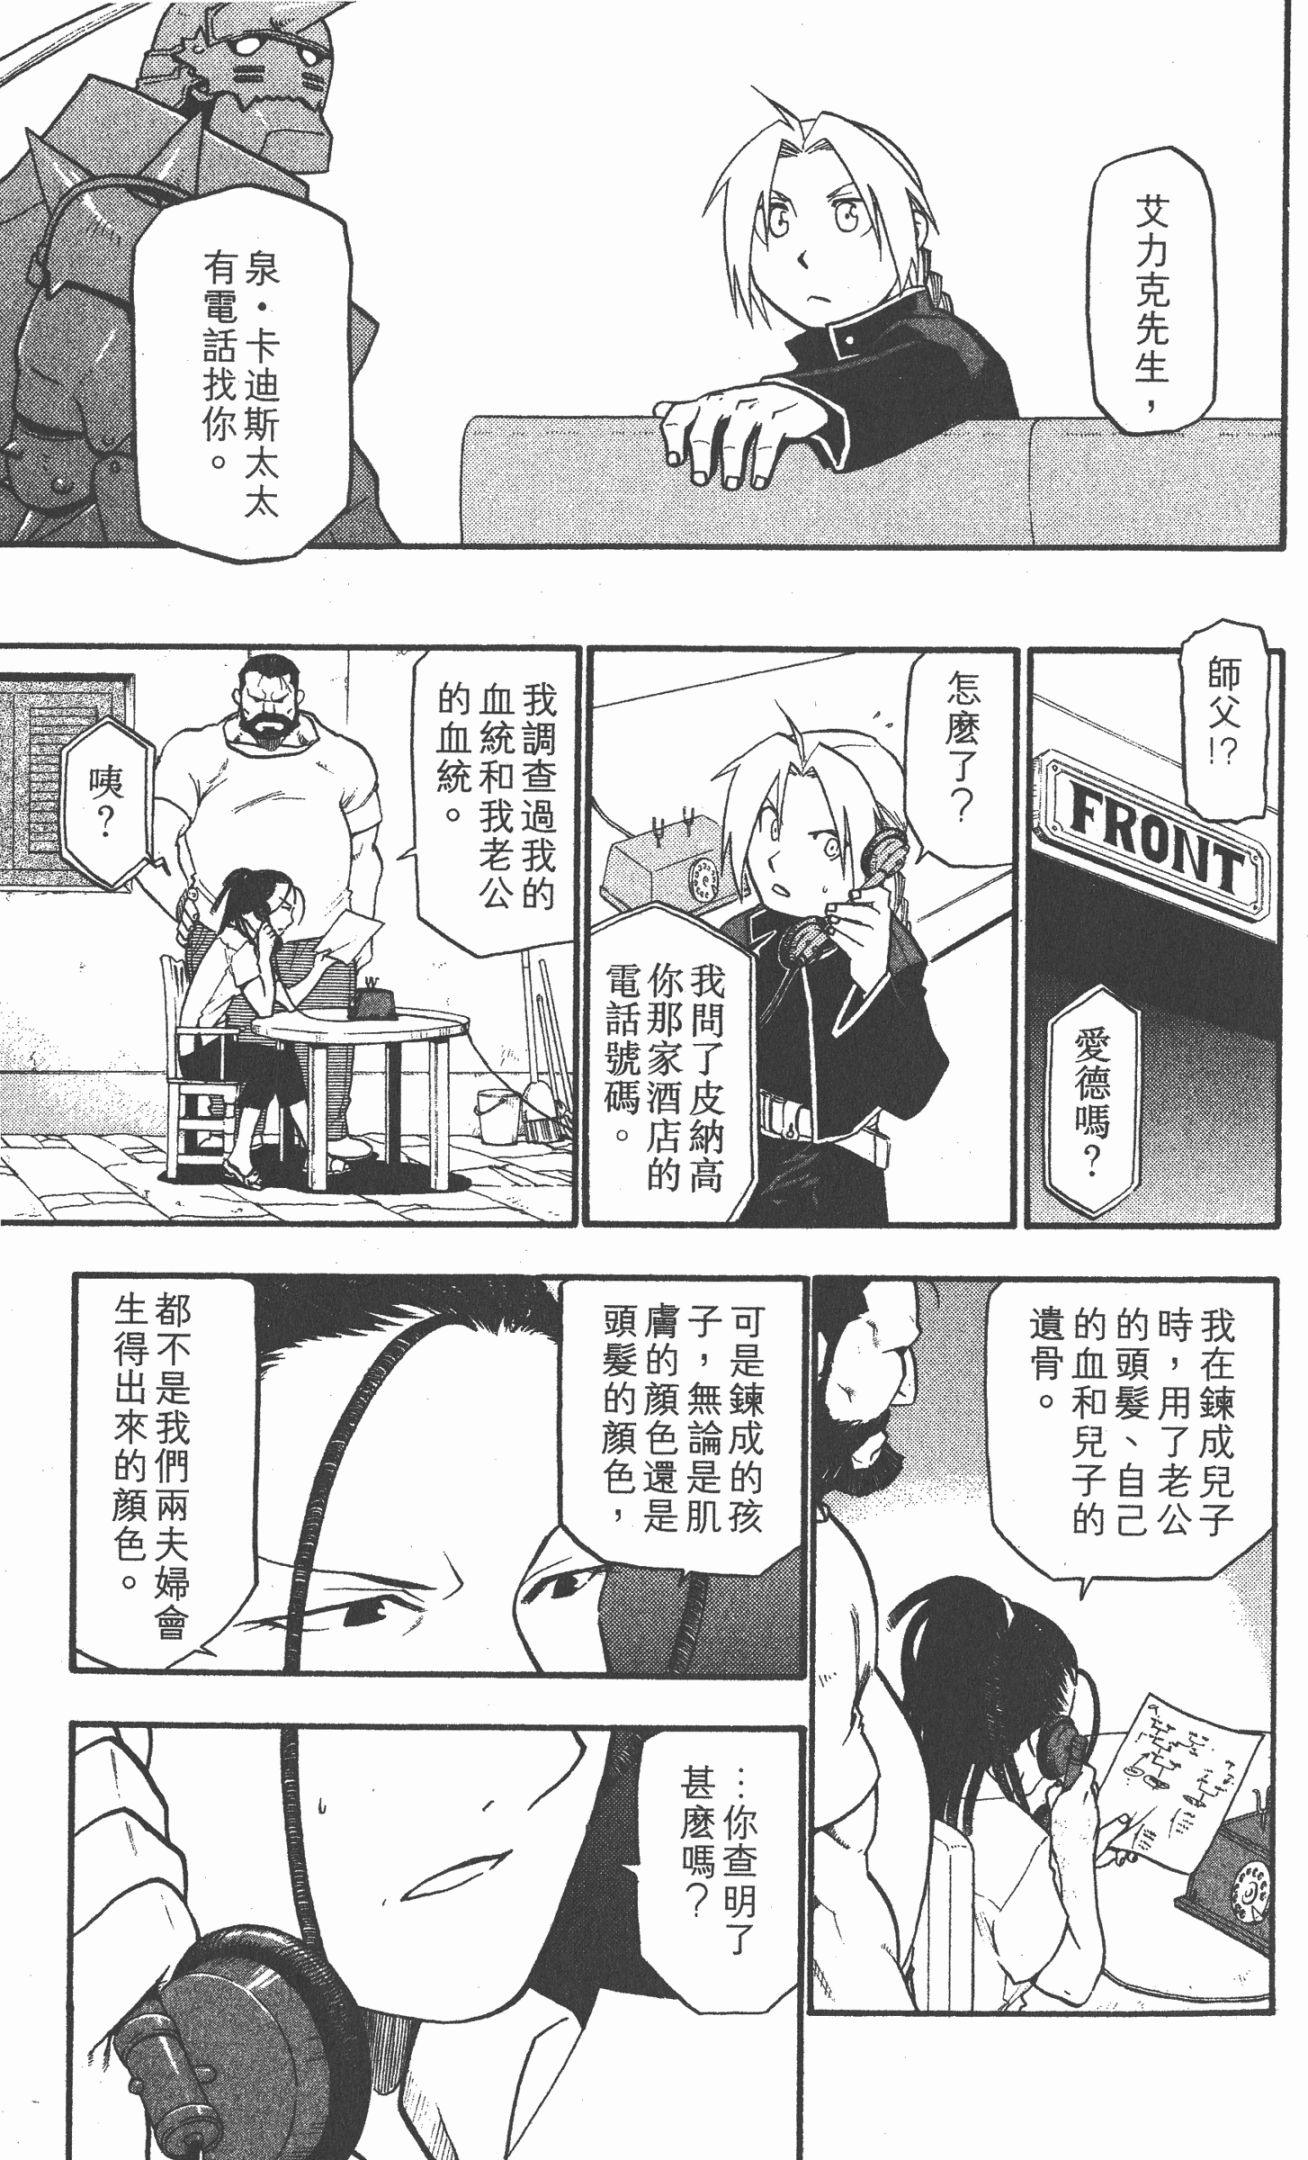 艾力克先生，
泉・卡迪斯太太
有電話找你。
師父!?
FRONT
愛德嗎？
怎麼了？
我問了皮納高
你那家酒店的
電話號碼。
我調查過我的
血統和我老公
的血統。
咦？
我在鍊成兒子
時，用了老公
的頭髮、自己
的血和兒子的
遺骨。
可是鍊成的孩
子，無論是肌
膚的顔色還是
頭髮的顔色，
都不是我們兩夫婦會
生得出來的顔色。
…你查明了
甚麼嗎？